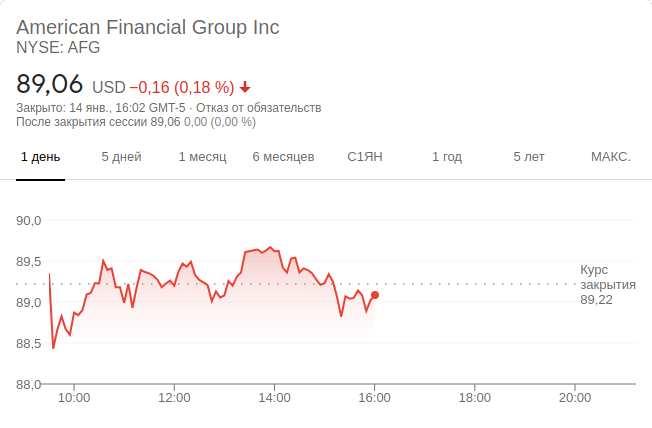 American Financial Group Inc
NYSE: AFG
89,06 USD −0,16 (0,18 %)
Закрыто: 14 янв., 16:02 GMT-5 · Отказ от обязательств
После закрытия сессии 89,06 0,00 (0,00 %)
1 день 5 дней 1 месяц 6 месяцев С1ЯН 1 год 5 лет МАКС.
90,0
89,5
Курс
закрытия
89,22
89,0
88,5
88,0
10:00 12:00 14:00 16:00 18:00 20:00